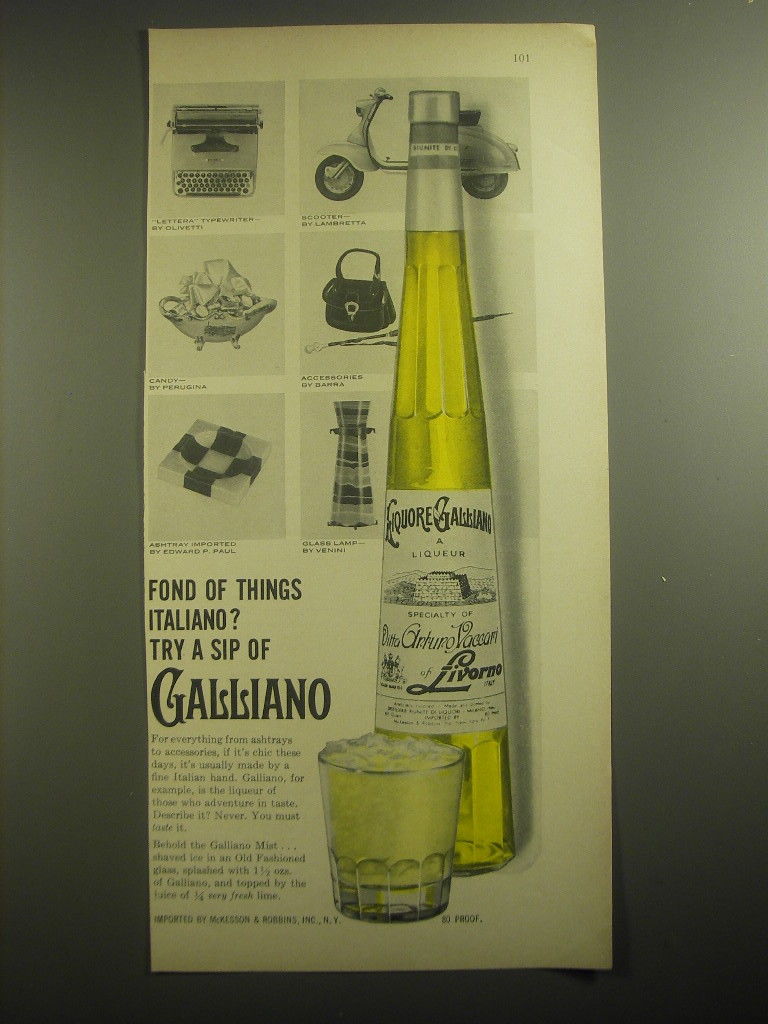 101
"LETTERA" TYPEWRITER—
BY OLIVETTI
SCOOTER—
BY LAMBRETTA
CANDY—
BY PERUGINA
ACCESSORIES
BY BARRA
ASHTRAY IMPORTED
BY EDWARD P. PAUL
GLASS LAMP—
BY VENINI
LIQUORE GALLIANO
A
LIQUEUR
SPECIALTY OF
Ditta Arturo Vaccari
of Livorno
ITALY
IMPORTED BY
FOND OF THINGS
ITALIANO?
TRY A SIP OF
GALLIANO
For everything from ashtrays
to accessories, if it's chic these
days, it's usually made by a
fine Italian hand. Galliano, for
example, is the liqueur of
those who adventure in taste.
Describe it? Never. You must
taste it.
Behold the Galliano Mist . . .
shaved ice in an Old Fashioned
glass, splashed with 1½ ozs.
of Galliano, and topped by the
juice of ¼ very fresh lime.
IMPORTED BY McKESSON & ROBBINS, INC., N.Y.
80 PROOF.